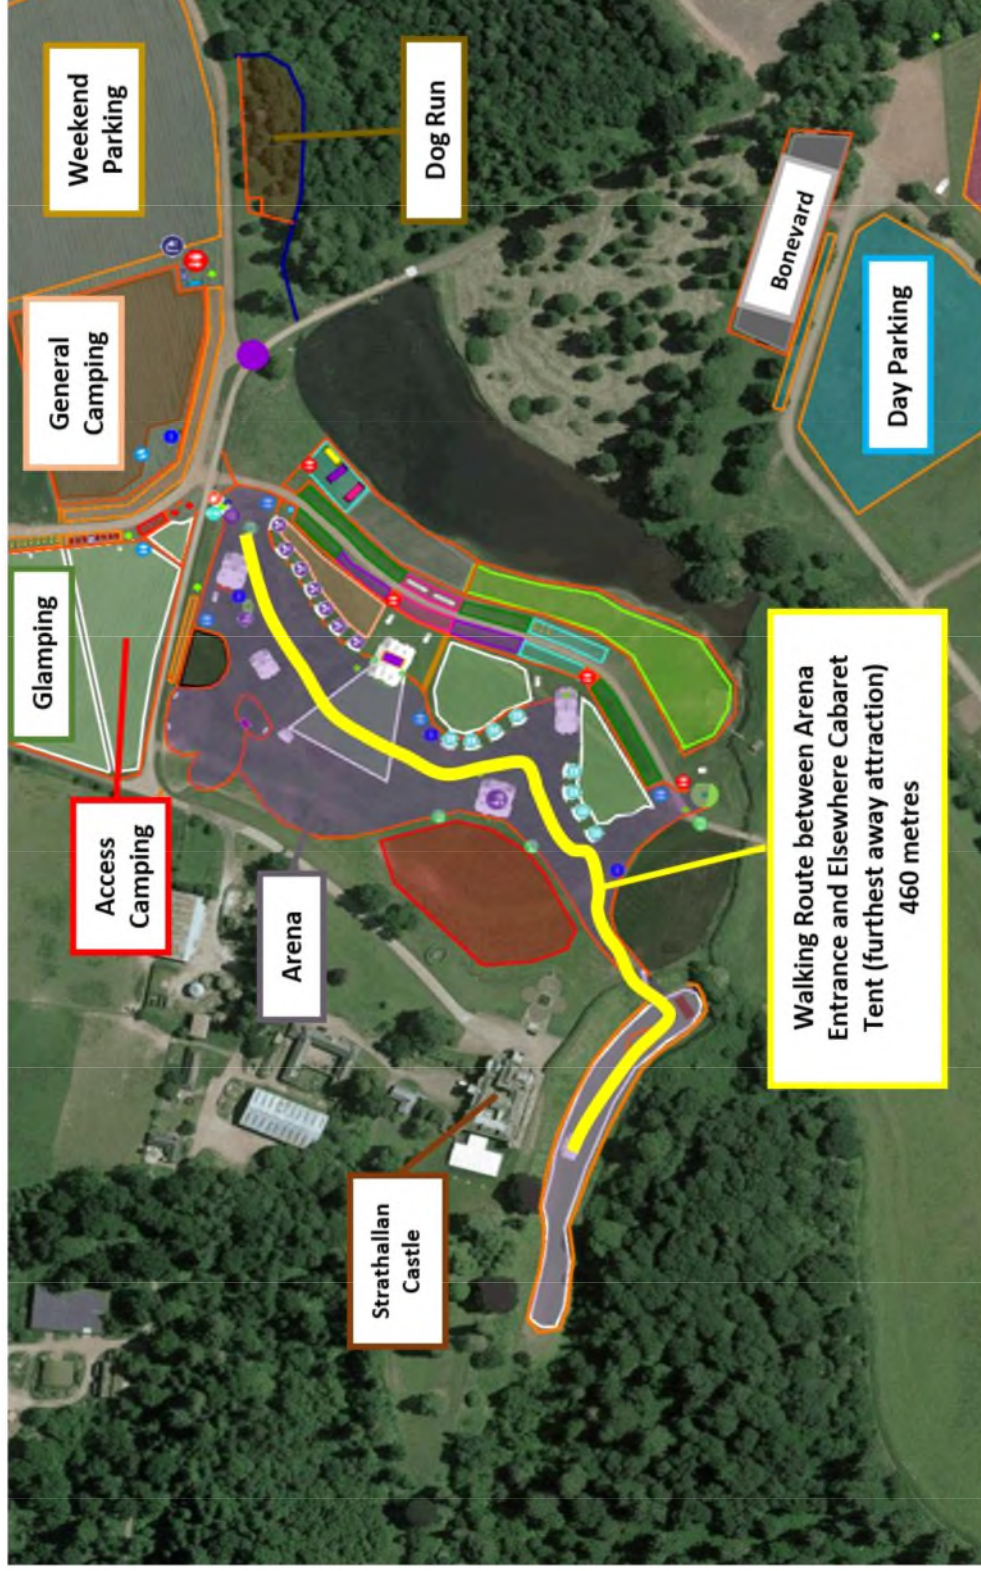 Weekend
Parking
Dog Run
General
Camping
Bonevard
Day Parking
Glamping
Access
Camping
Arena
Walking Route between Arena
Entrance and Elsewhere Cabaret
Tent (furthest away attraction)
460 metres
Strathallan
Castle